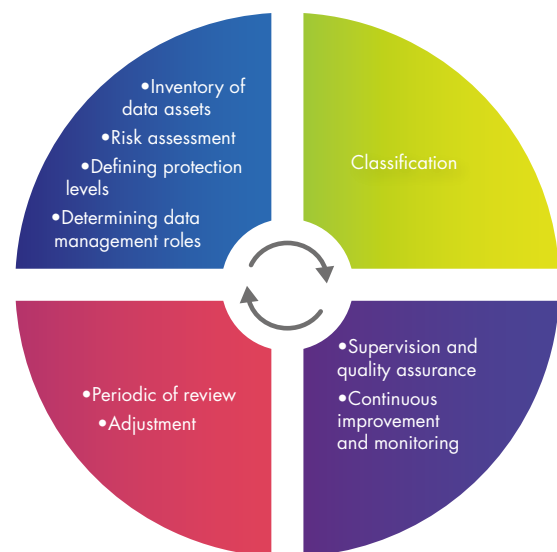 •Inventory of
data assets
•Risk assessment
•Defining protection
levels
•Determining data
management roles
Classification
•Supervision and
quality assurance
•Continuous
improvement
and monitoring
•Periodic of review
•Adjustment